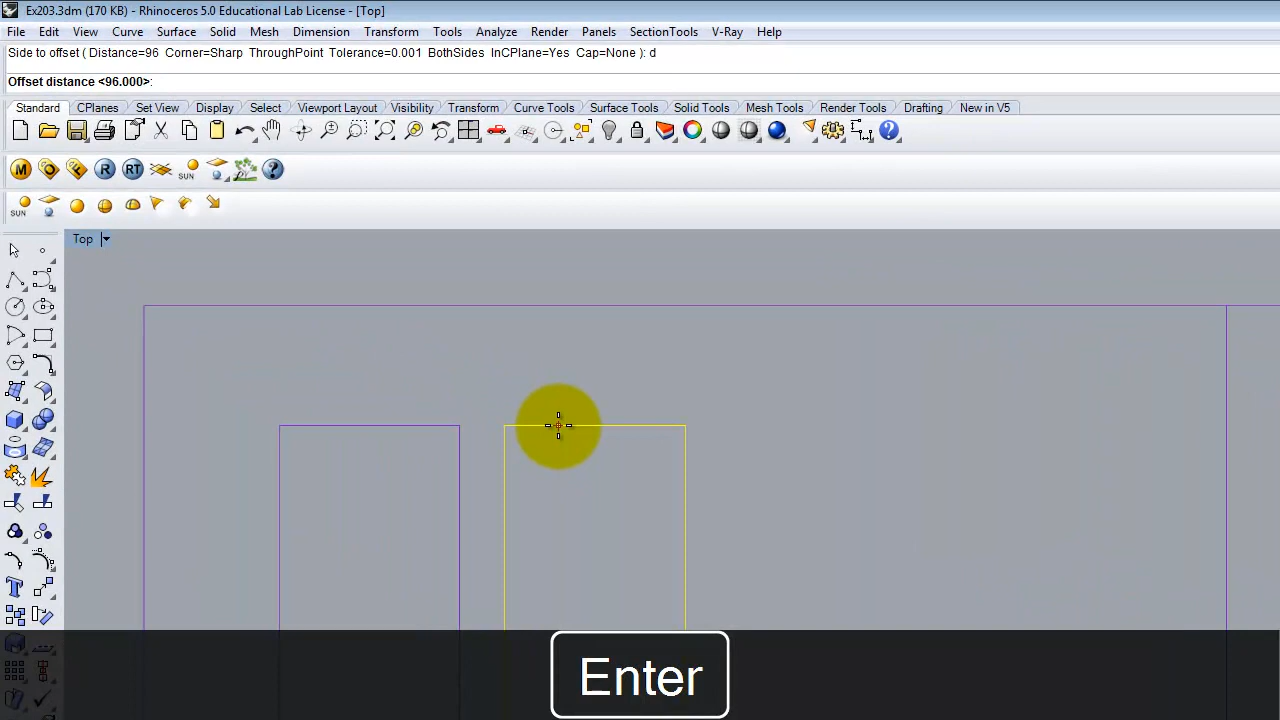 Ex203.3dm (170 KB) - Rhinoceros 5.0 Educational Lab License - [Top]
File Edit View Curve Surface Solid Mesh Dimension Transform Tools Analyze Render Panels SectionTools V-Ray Help
Side to offset ( Distance=96 Corner=Sharp ThroughPoint Tolerance=0.001 BothSides InCPlane=Yes Cap=None ): d
Offset distance <96.000>:
Standard CPlanes Set View Display Select Viewport Layout Visibility Transform Curve Tools Surface Tools Solid Tools Mesh Tools Render Tools Drafting New in V5
M O F R RT SUN ?
SUN
Top
Enter